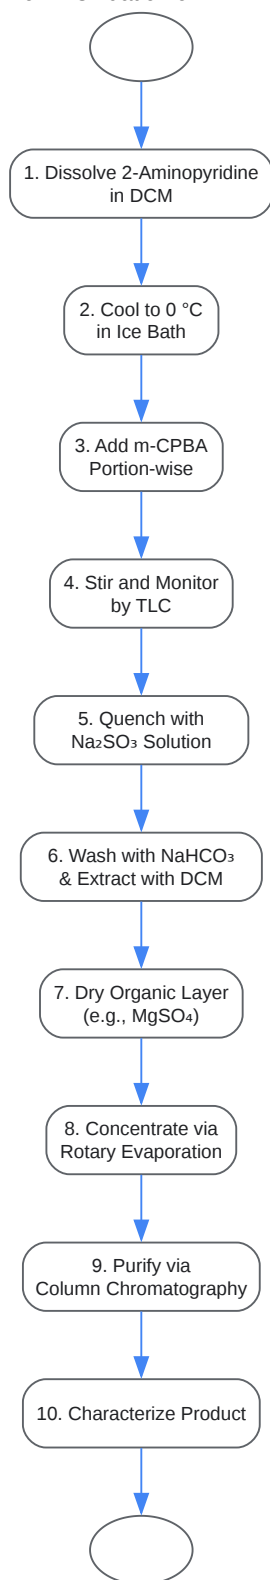 1. Dissolve 2-Aminopyridine
in DCM
2. Cool to 0 °C
in Ice Bath
3. Add m-CPBA
Portion-wise
4. Stir and Monitor
by TLC
5. Quench with
Na₂SO₃ Solution
6. Wash with NaHCO₃
& Extract with DCM
7. Dry Organic Layer
(e.g., MgSO₄)
8. Concentrate via
Rotary Evaporation
9. Purify via
Column Chromatography
10. Characterize Product